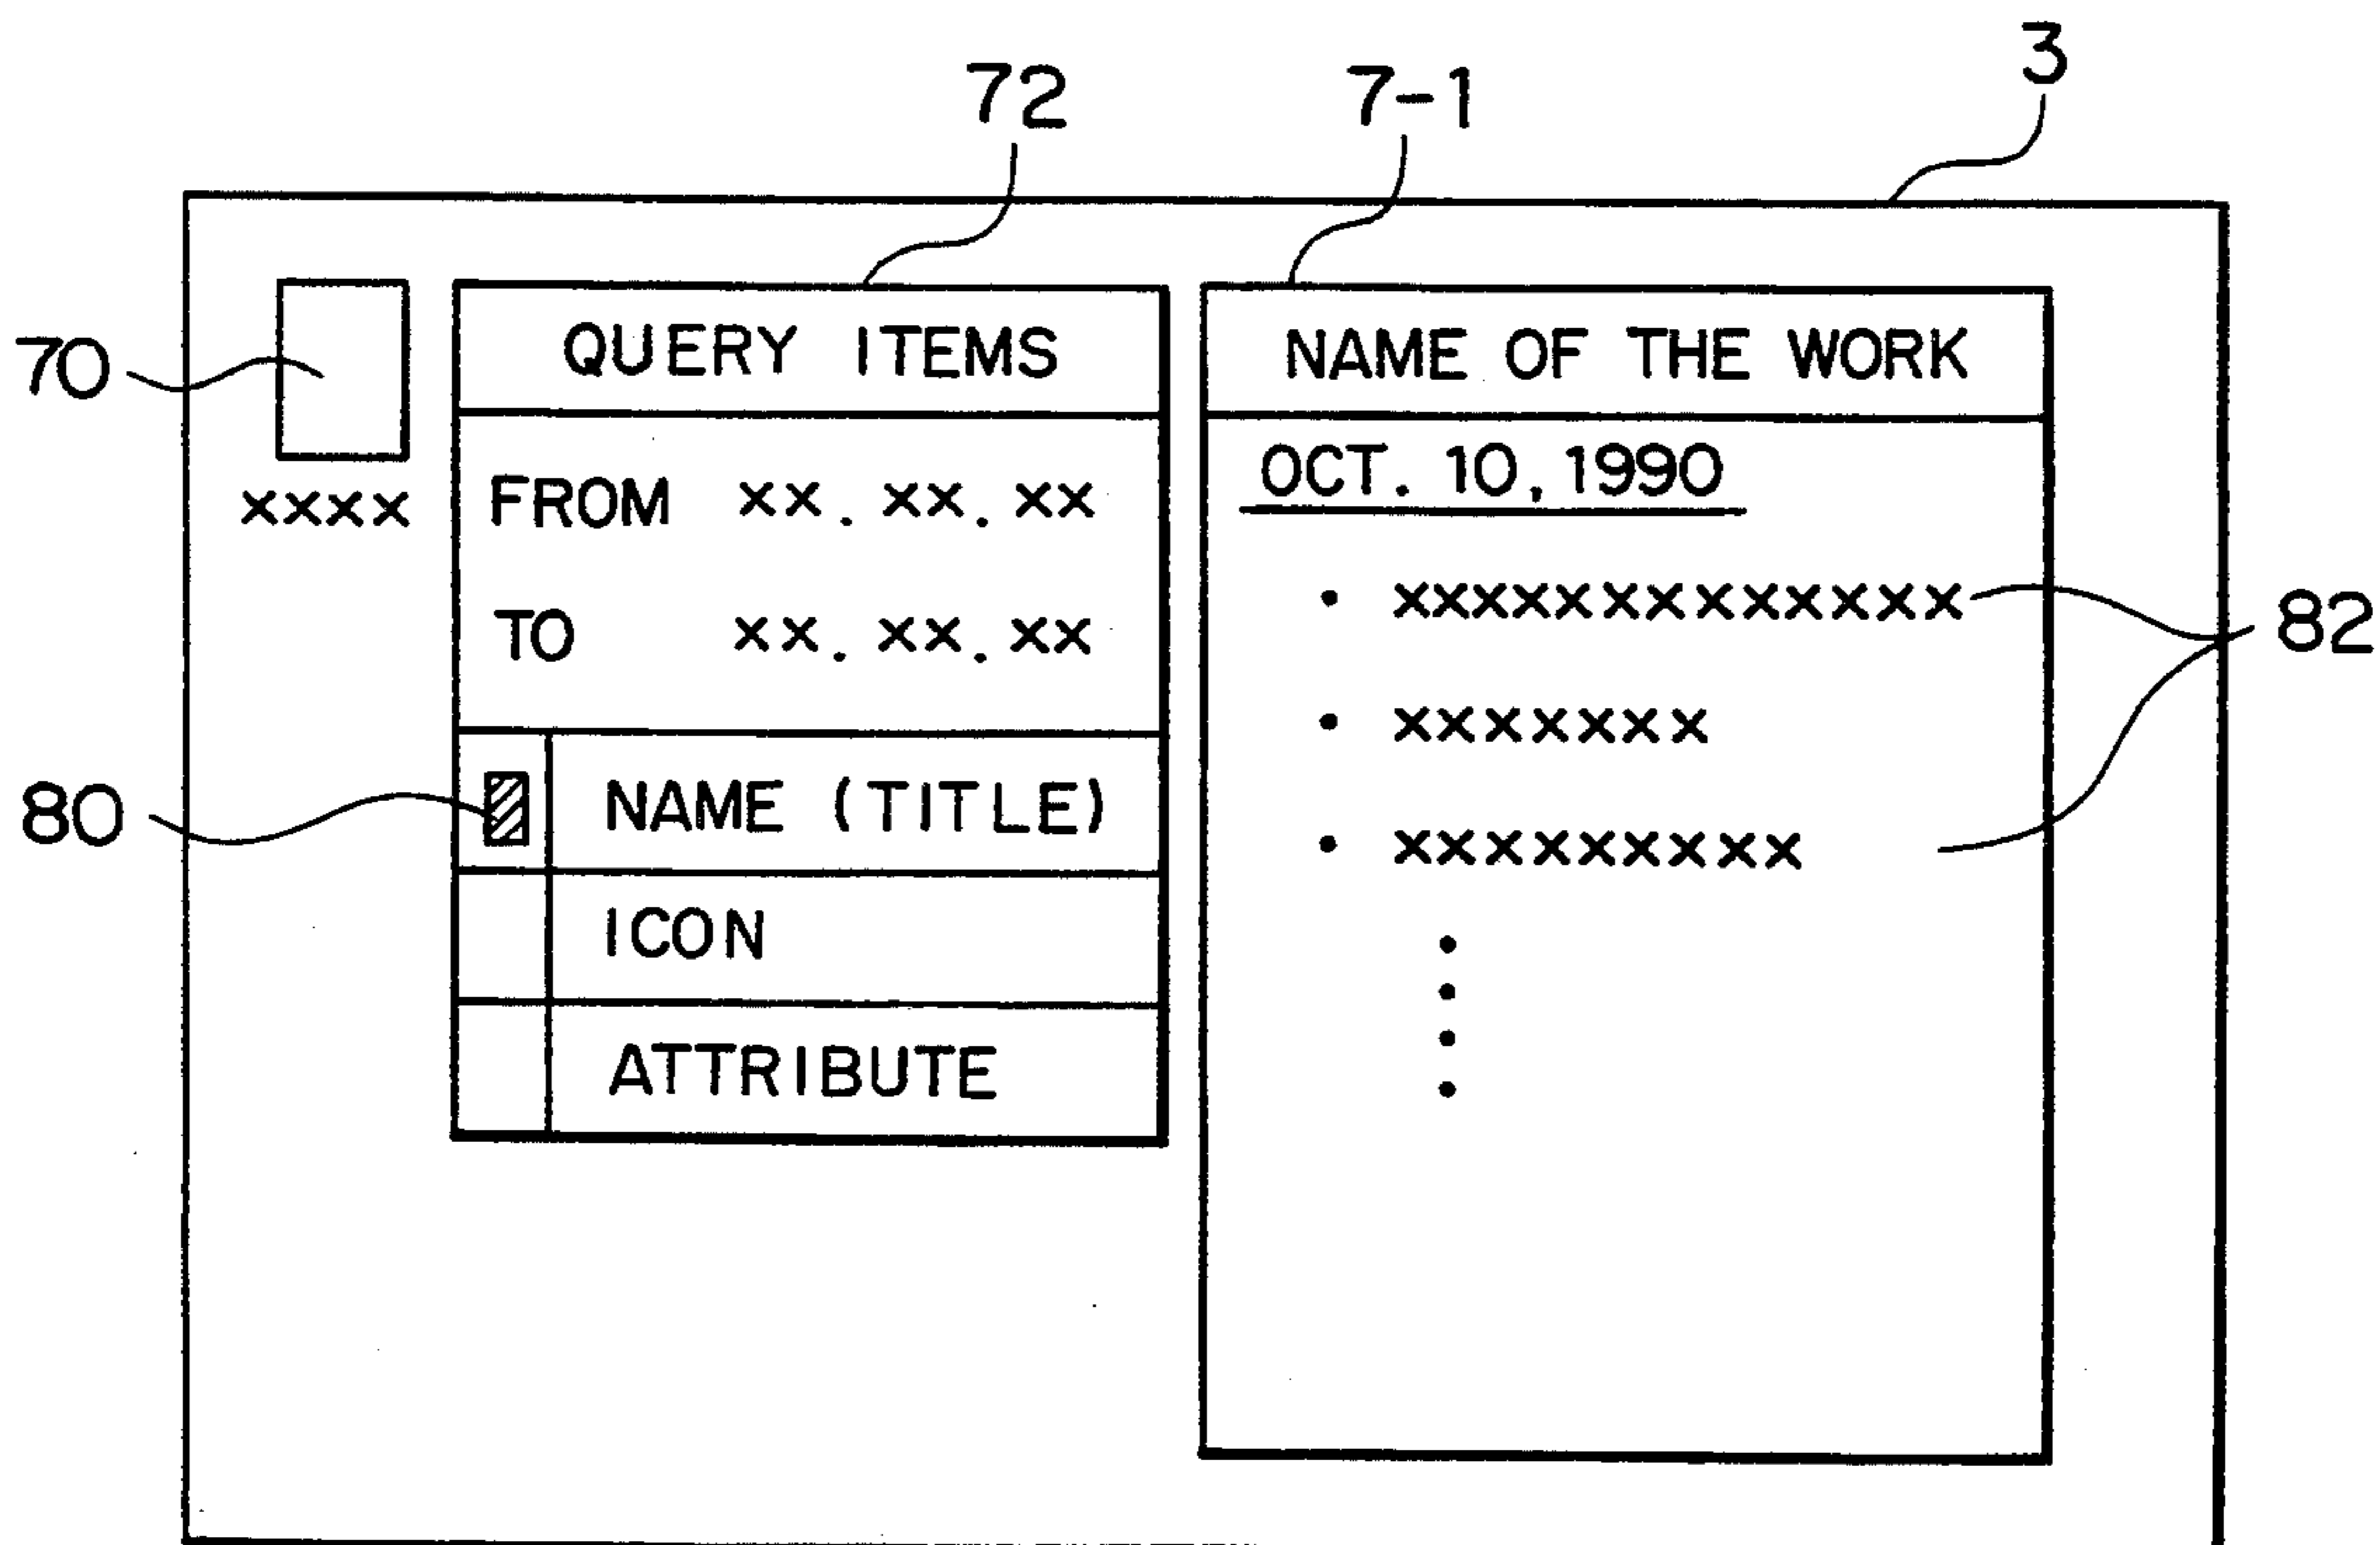 3
72
7-1
70
QUERY ITEMS
NAME OF THE WORK
xxxx
FROM xx. xx. xx
TO xx. xx. xx
OCT. 10, 1990
• xxxxxxxxxxxxx
• xxxxxxx
• xxxxxxxxx
82
80
NAME (TITLE)
ICON
ATTRIBUTE